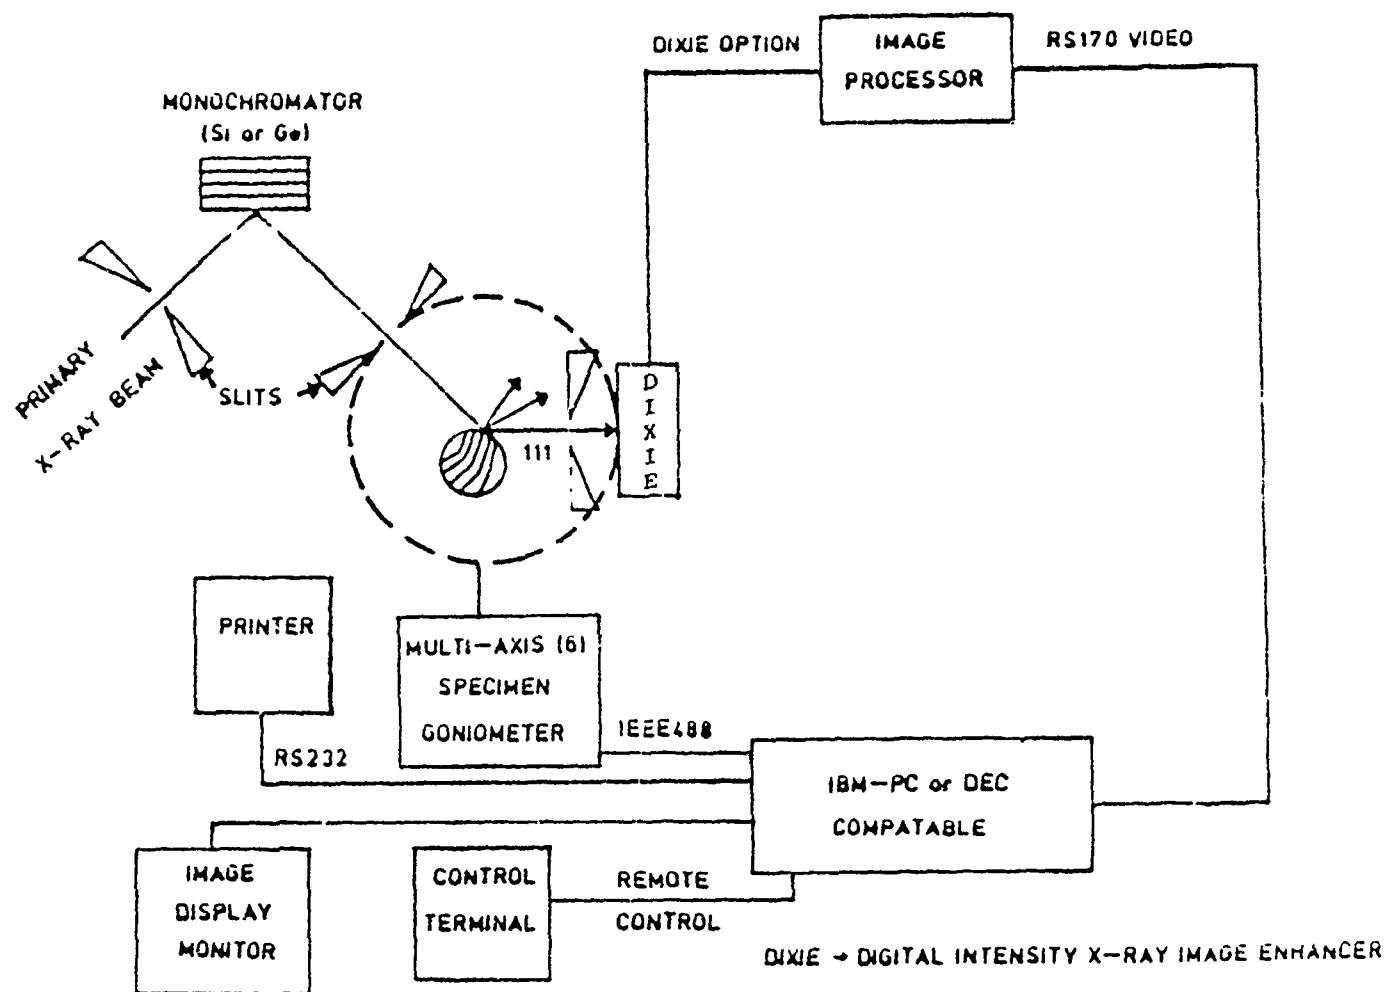 DIXIE OPTION
IMAGE
PROCESSOR
RS170 VIDEO
MONOCHROMATOR
(Si or Ge)
PRIMARY
X-RAY BEAM
SLITS
111
DIXIE
PRINTER
RS232
MULTI-AXIS (6)
SPECIMEN
GONIOMETER
IEEE488
IBM-PC or DEC
COMPATABLE
IMAGE
DISPLAY
MONITOR
CONTROL
TERMINAL
REMOTE
CONTROL
DIXIE → DIGITAL INTENSITY X-RAY IMAGE ENHANCER